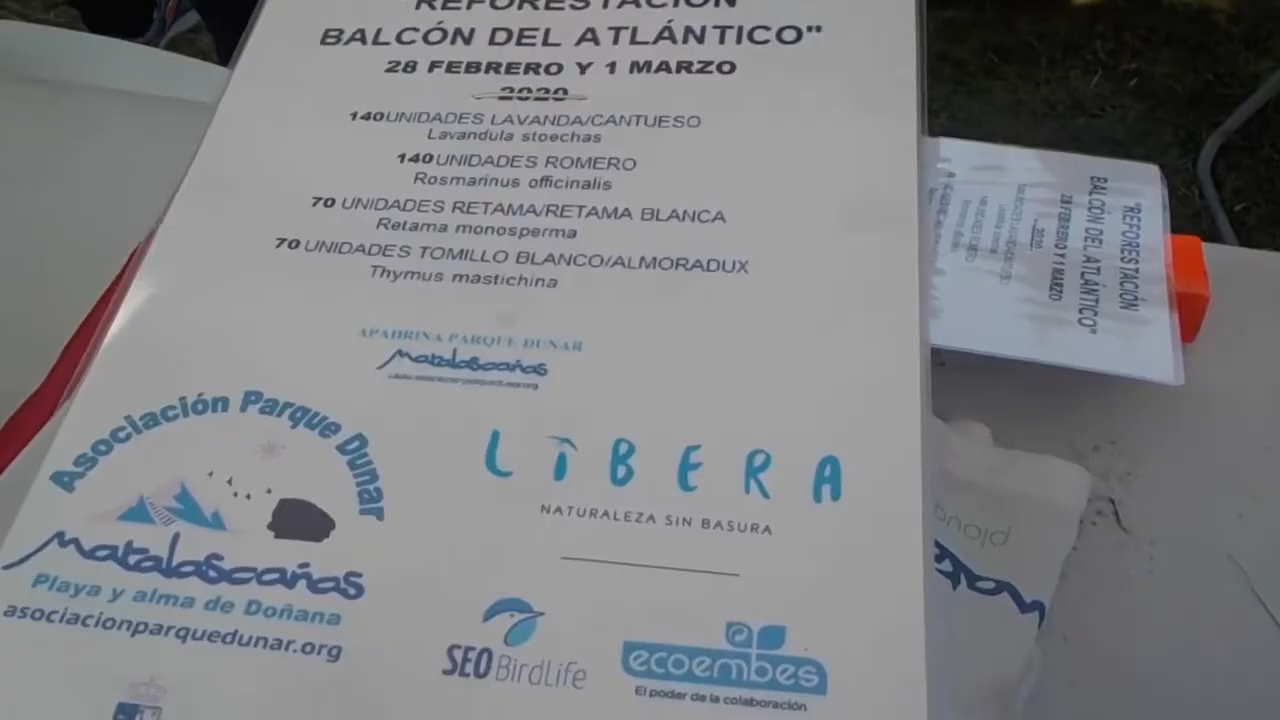 "REFORESTACIÓN
BALCÓN DEL ATLÁNTICO"
28 FEBRERO Y 1 MARZO
2020
140 UNIDADES LAVANDA/CANTUESO
Lavandula stoechas
140 UNIDADES ROMERO
Rosmarinus officinalis
70 UNIDADES RETAMA/RETAMA BLANCA
Retama monosperma
70 UNIDADES TOMILLO BLANCO/ALMORADUX
Thymus mastichina
APADRINA PARQUE DUNAR
Matalascañas
Asociación Parque Dunar
Matalascañas
Playa y alma de Doñana
asociacionparquedunar.org
LIBERA
NATURALEZA SIN BASURA
SEO BirdLife
ecoembes
El poder de la colaboración
"REFORESTACIÓN
BALCÓN DEL ATLÁNTICO"
28 FEBRERO Y 1 MARZO
2020
playa